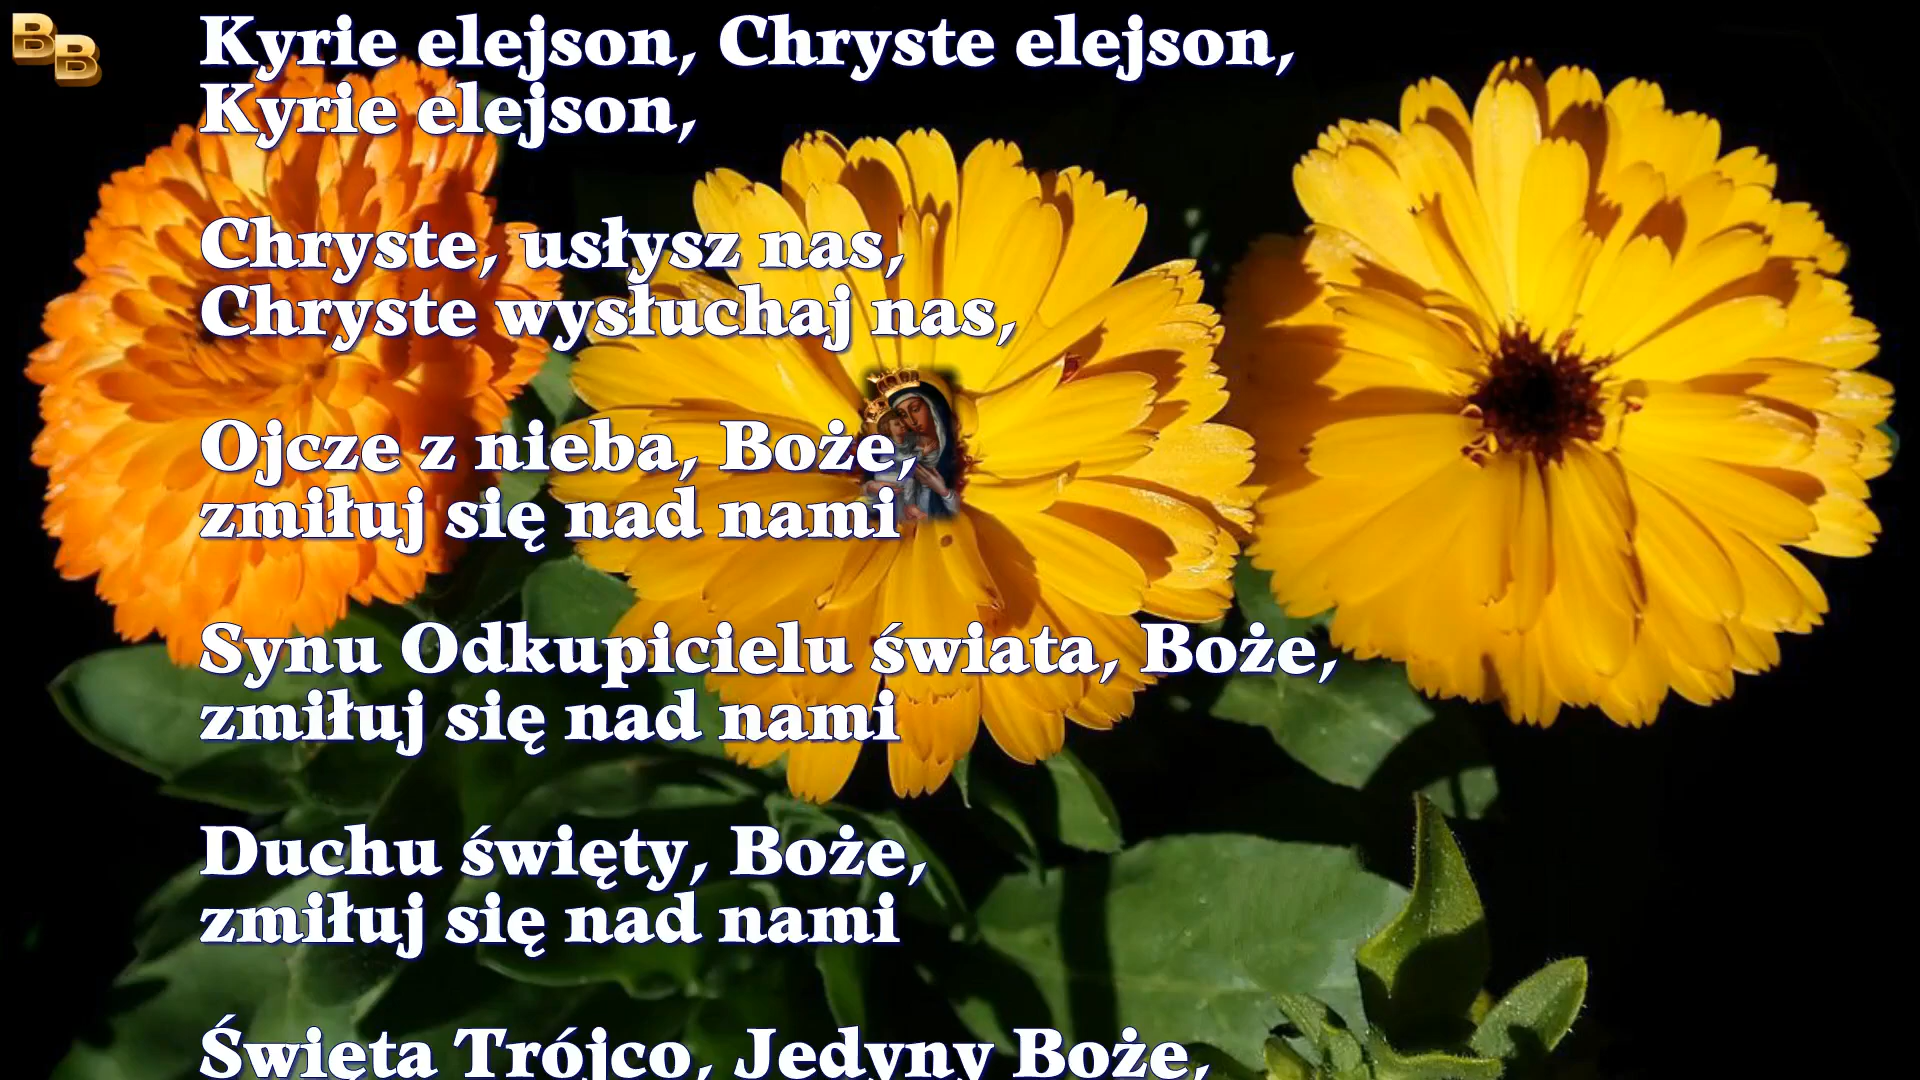 BB
Kyrie elejson, Chryste elejson,
Kyrie elejson,
Chryste, usłysz nas,
Chryste wysłuchaj nas,
Ojcze z nieba, Boże,
zmiłuj się nad nami
Synu Odkupicielu świata, Boże,
zmiłuj się nad nami
Duchu święty, Boże,
zmiłuj się nad nami
Święta Trójco, Jedyny Boże,